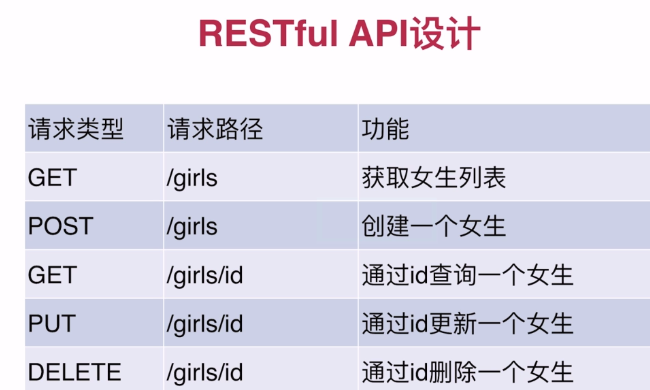 RESTful API设计
请求类型 请求路径 功能
GET /girls 获取女生列表
POST /girls 创建一个女生
GET /girls/id 通过id查询一个女生
PUT /girls/id 通过id更新一个女生
DELETE /girls/id 通过id删除一个女生